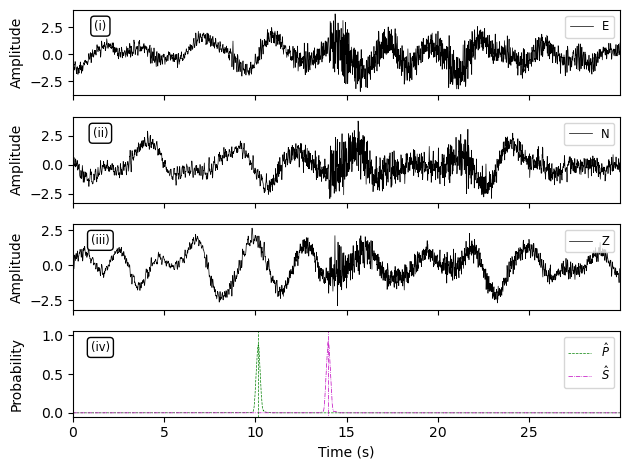 (i)
E
Amplitude
2.5
0.0
−2.5
(ii)
N
Amplitude
2.5
0.0
−2.5
(iii)
Z
Amplitude
2.5
0.0
−2.5
(iv)
P̂
Ŝ
Probability
1.0
0.5
0.0
0 5 10 15 20 25
Time (s)